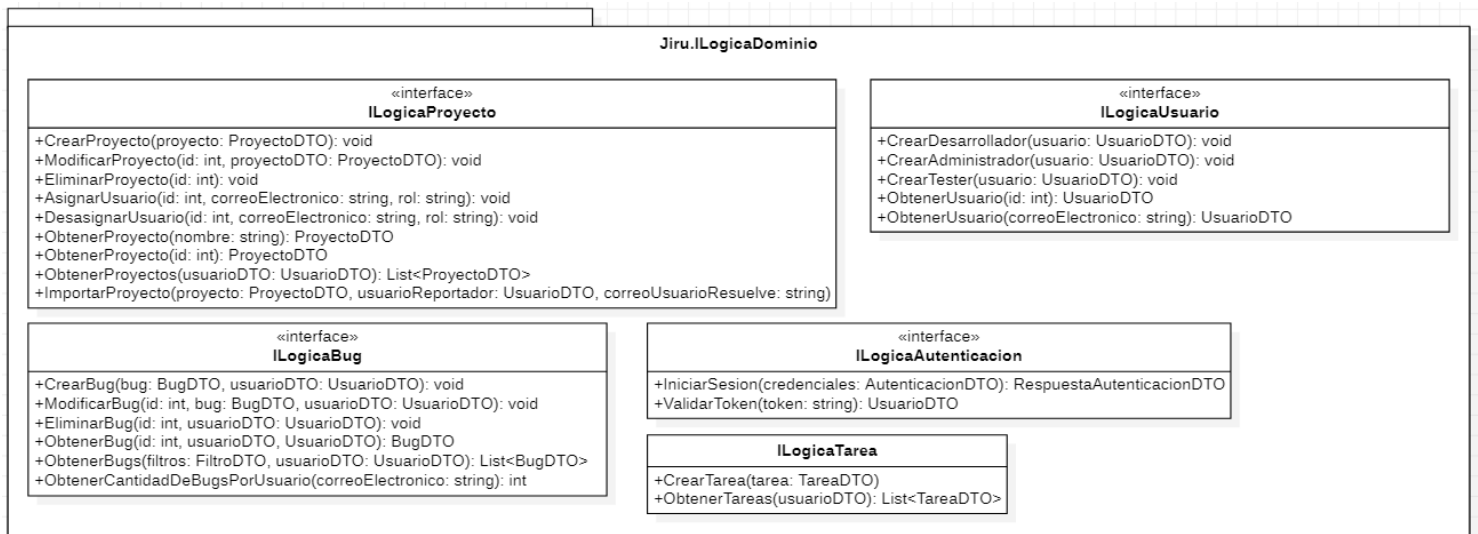 Jiru.ILogicaDominio
«interface»
ILogicaProyecto
+CrearProyecto(proyecto: ProyectoDTO): void
+ModificarProyecto(id: int, proyectoDTO: ProyectoDTO): void
+EliminarProyecto(id: int): void
+AsignarUsuario(id: int, correoElectronico: string, rol: string): void
+DesasignarUsuario(id: int, correoElectronico: string, rol: string): void
+ObtenerProyecto(nombre: string): ProyectoDTO
+ObtenerProyecto(id: int): ProyectoDTO
+ObtenerProyectos(usuarioDTO: UsuarioDTO): List<ProyectoDTO>
+ImportarProyecto(proyecto: ProyectoDTO, usuarioReportador: UsuarioDTO, correoUsuarioResuelve: string)
«interface»
ILogicaUsuario
+CrearDesarrollador(usuario: UsuarioDTO): void
+CrearAdministrador(usuario: UsuarioDTO): void
+CrearTester(usuario: UsuarioDTO): void
+ObtenerUsuario(id: int): UsuarioDTO
+ObtenerUsuario(correoElectronico: string): UsuarioDTO
«interface»
ILogicaBug
+CrearBug(bug: BugDTO, usuarioDTO: UsuarioDTO): void
+ModificarBug(id: int, bug: BugDTO, usuarioDTO: UsuarioDTO): void
+EliminarBug(id: int, usuarioDTO: UsuarioDTO): void
+ObtenerBug(id: int, usuarioDTO, UsuarioDTO): BugDTO
+ObtenerBugs(filtros: FiltroDTO, usuarioDTO: UsuarioDTO): List<BugDTO>
+ObtenerCantidadDeBugsPorUsuario(correoElectronico: string): int
«interface»
ILogicaAutenticacion
+IniciarSesion(credenciales: AutenticacionDTO): RespuestaAutenticacionDTO
+ValidarToken(token: string): UsuarioDTO
ILogicaTarea
+CrearTarea(tarea: TareaDTO)
+ObtenerTareas(usuarioDTO): List<TareaDTO>